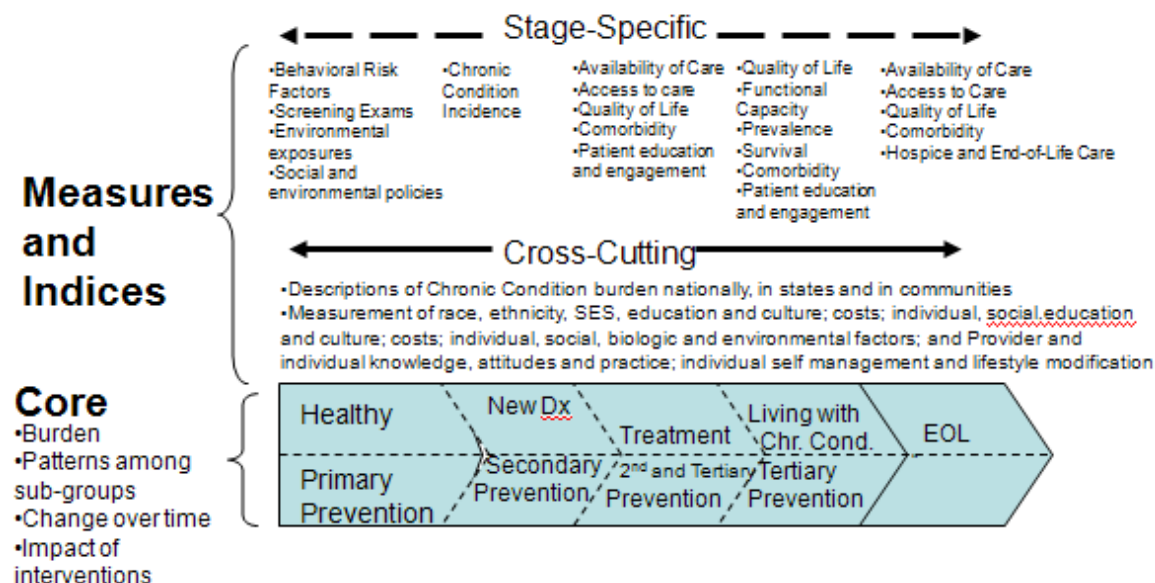 Stage-Specific
•Behavioral Risk
Factors
•Screening Exams
•Environmental
exposures
•Social and
environmental policies
•Chronic
Condition
Incidence
•Availability of Care
•Access to care
•Quality of Life
•Comorbidity
•Patient education
and engagement
•Quality of Life
•Functional
Capacity
•Prevalence
•Survival
•Comorbidity
•Patient education
and engagement
•Availability of Care
•Access to Care
•Quality of Life
•Comorbidity
•Hospice and End-of-Life Care
Measures
and
Indices
Cross-Cutting
•Descriptions of Chronic Condition burden nationally, in states and in communities
•Measurement of race, ethnicity, SES, education and culture; costs; individual, social.education
and culture; costs; individual, social, biologic and environmental factors; and Provider and
individual knowledge, attitudes and practice; individual self management and lifestyle modification
Core
•Burden
•Patterns among
sub-groups
•Change over time
•Impact of
interventions
Healthy
New Dx
Treatment
Living with
Chr. Cond.
EOL
Primary
Prevention
Secondary
Prevention
2nd and Tertiary
Prevention
Tertiary
Prevention